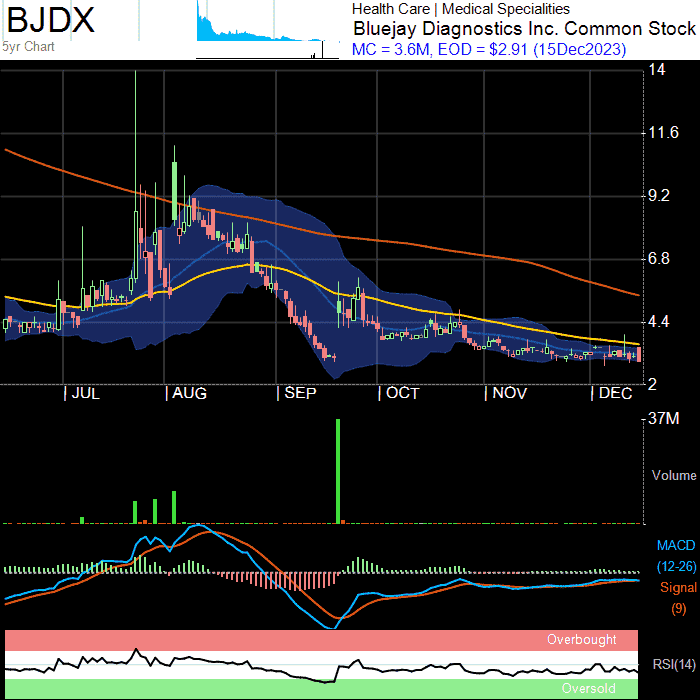 BJDX
5yr Chart
Health Care | Medical Specialities
Bluejay Diagnostics Inc. Common Stock
MC = 3.6M, EOD = $2.91 (15Dec2023)
14
11.6
9.2
6.8
4.4
2
| JUL | AUG | SEP | OCT | NOV | DEC
37M
Volume
MACD
(12-26)
Signal
(9)
Overbought
RSI(14)
Oversold